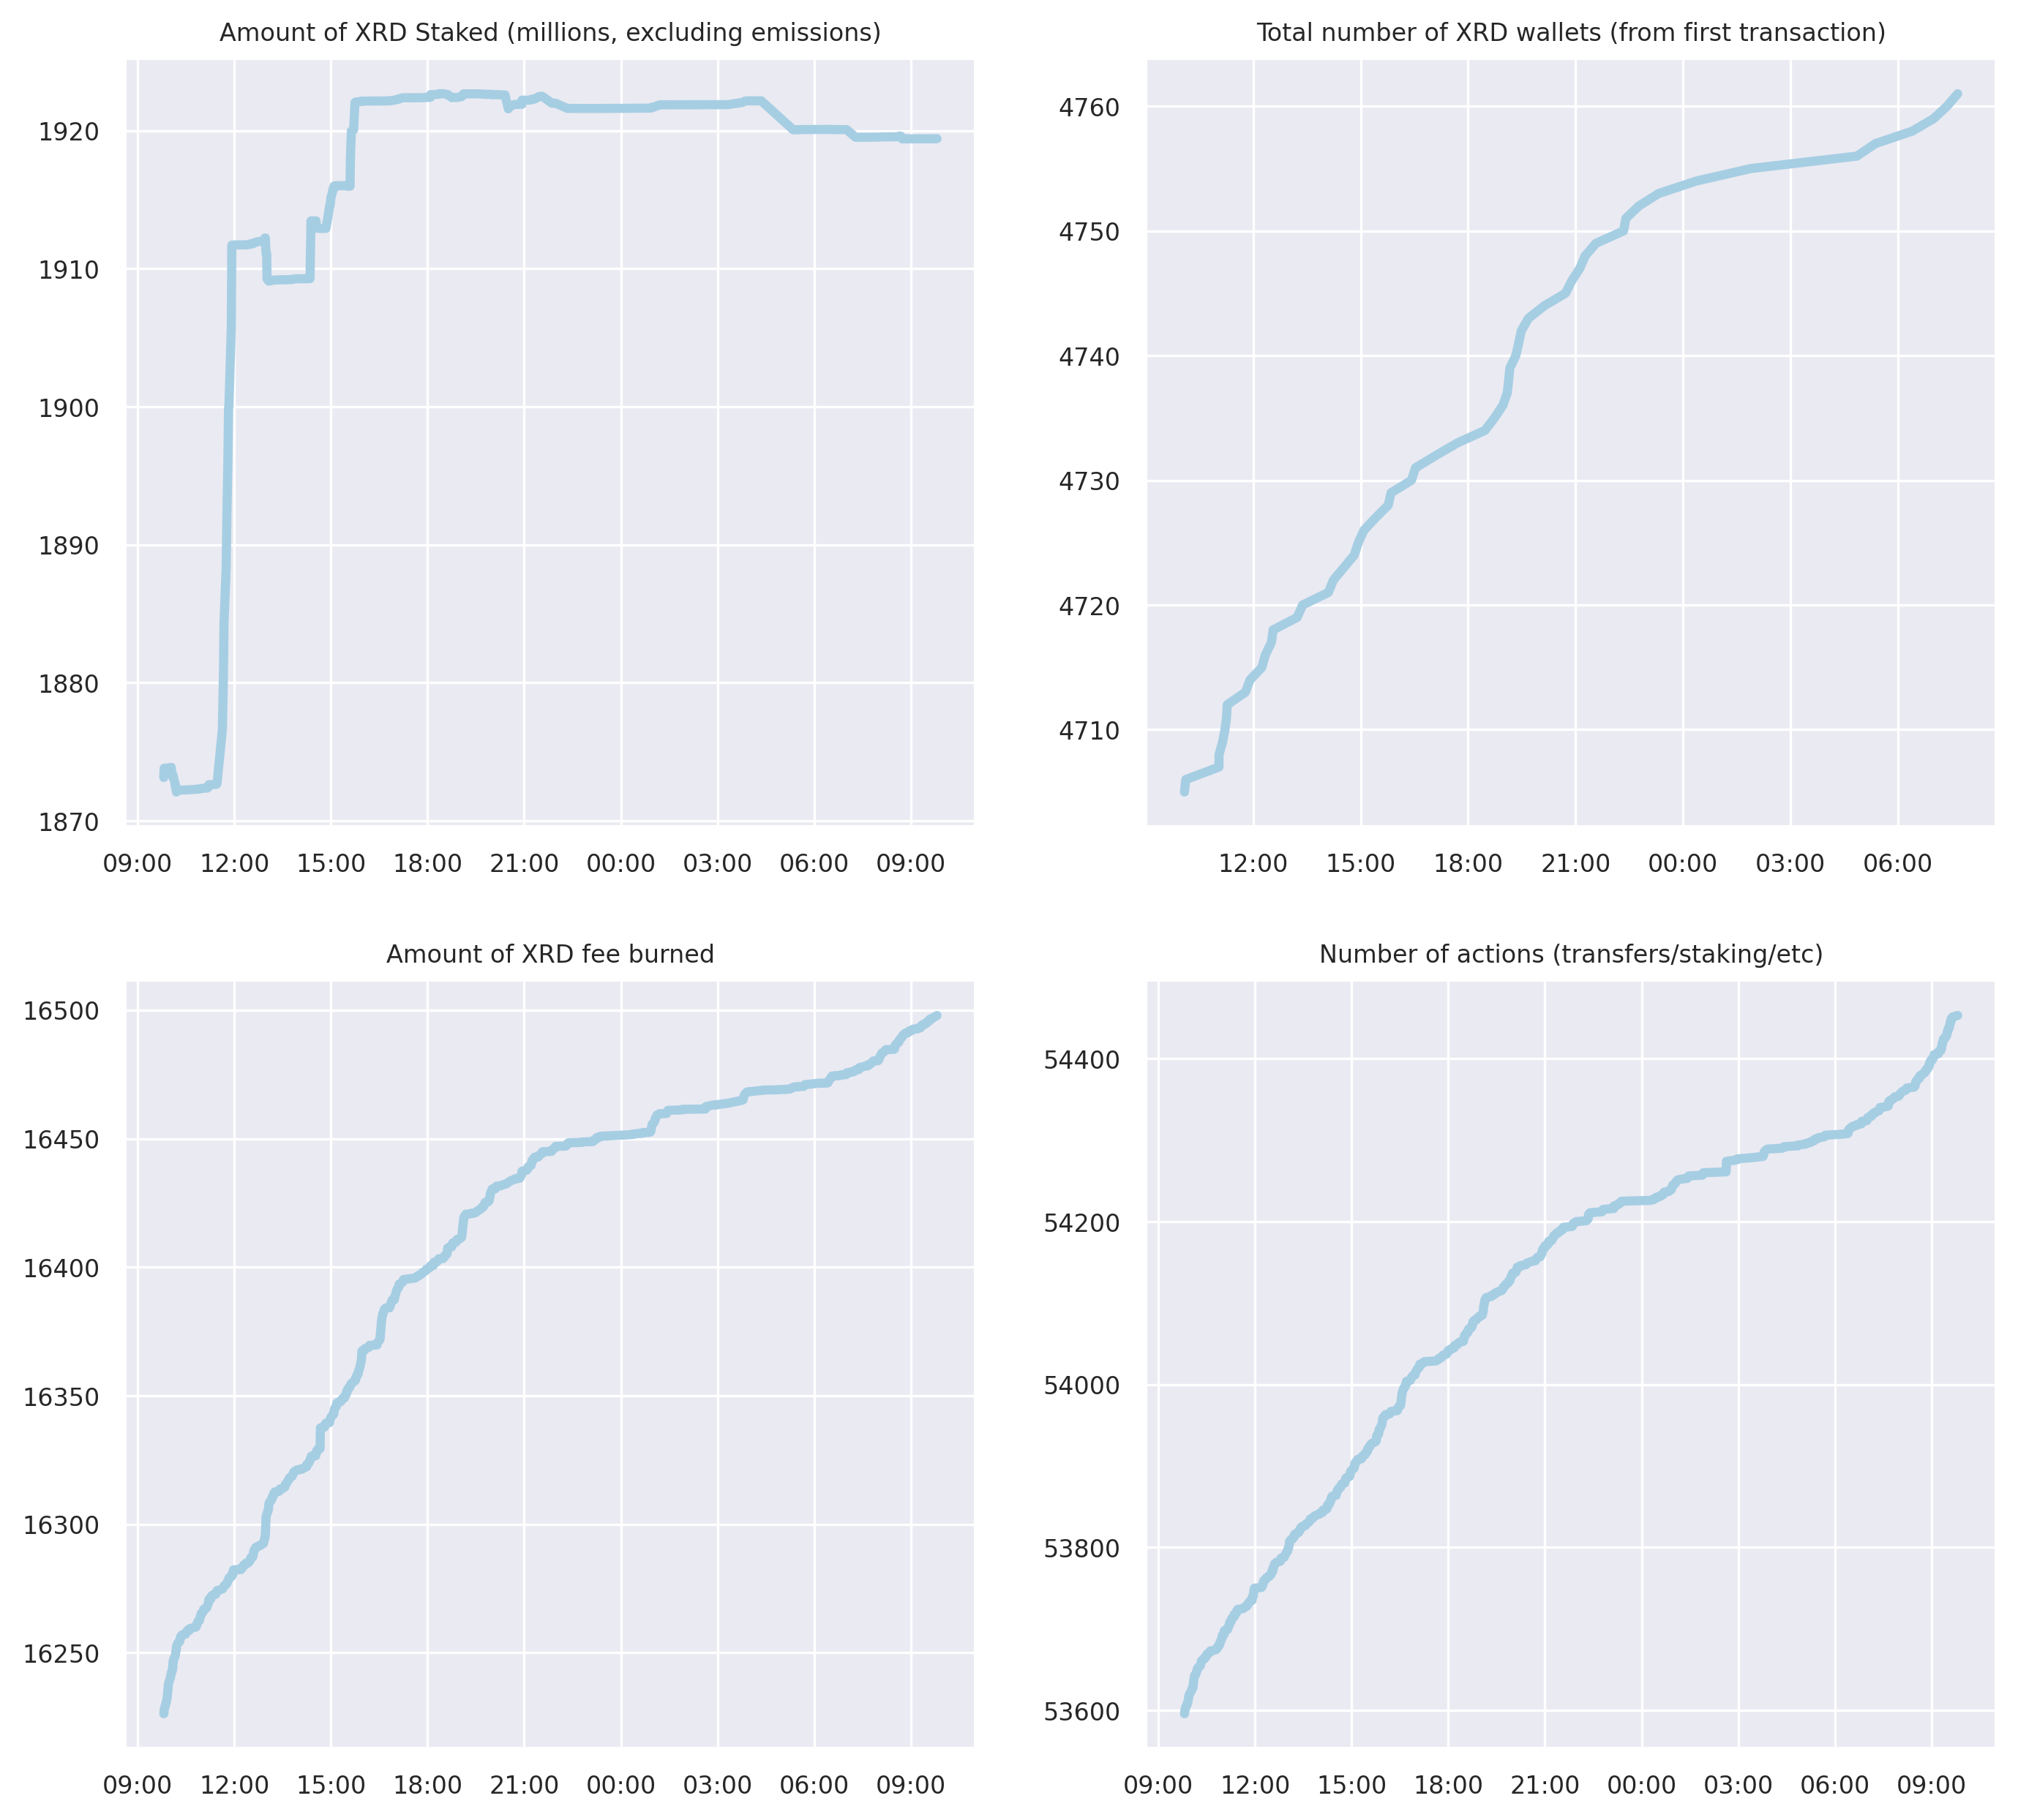 Amount of XRD Staked (millions, excluding emissions)
1920
1910
1900
1890
1880
1870
09:00 12:00 15:00 18:00 21:00 00:00 03:00 06:00 09:00
Total number of XRD wallets (from first transaction)
4760
4750
4740
4730
4720
4710
12:00 15:00 18:00 21:00 00:00 03:00 06:00
Amount of XRD fee burned
16500
16450
16400
16350
16300
16250
09:00 12:00 15:00 18:00 21:00 00:00 03:00 06:00 09:00
Number of actions (transfers/staking/etc)
54400
54200
54000
53800
53600
09:00 12:00 15:00 18:00 21:00 00:00 03:00 06:00 09:00